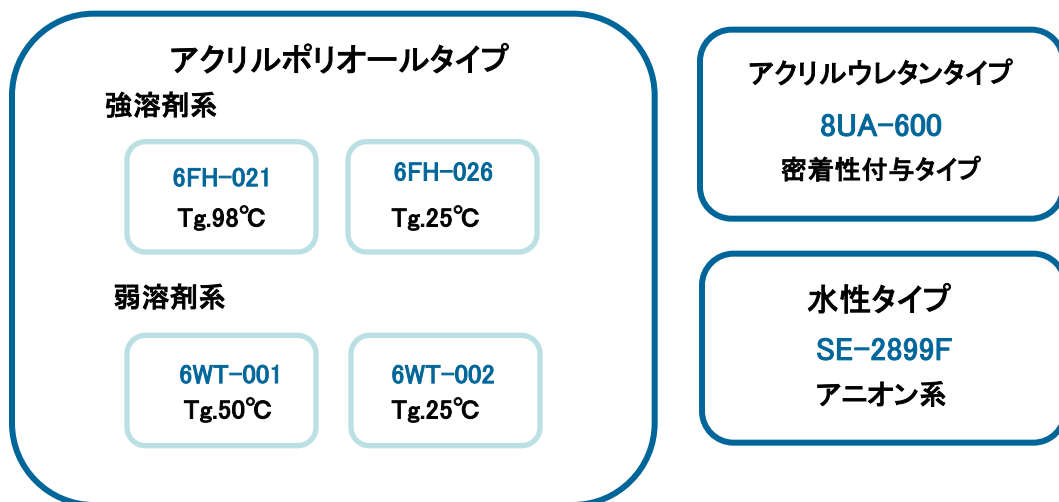 アクリルポリオールタイプ
強溶剤系
6FH-021
Tg.98℃
6FH-026
Tg.25℃
弱溶剤系
6WT-001
Tg.50℃
6WT-002
Tg.25℃
アクリルウレタンタイプ
8UA-600
密着性付与タイプ
水性タイプ
SE-2899F
アニオン系